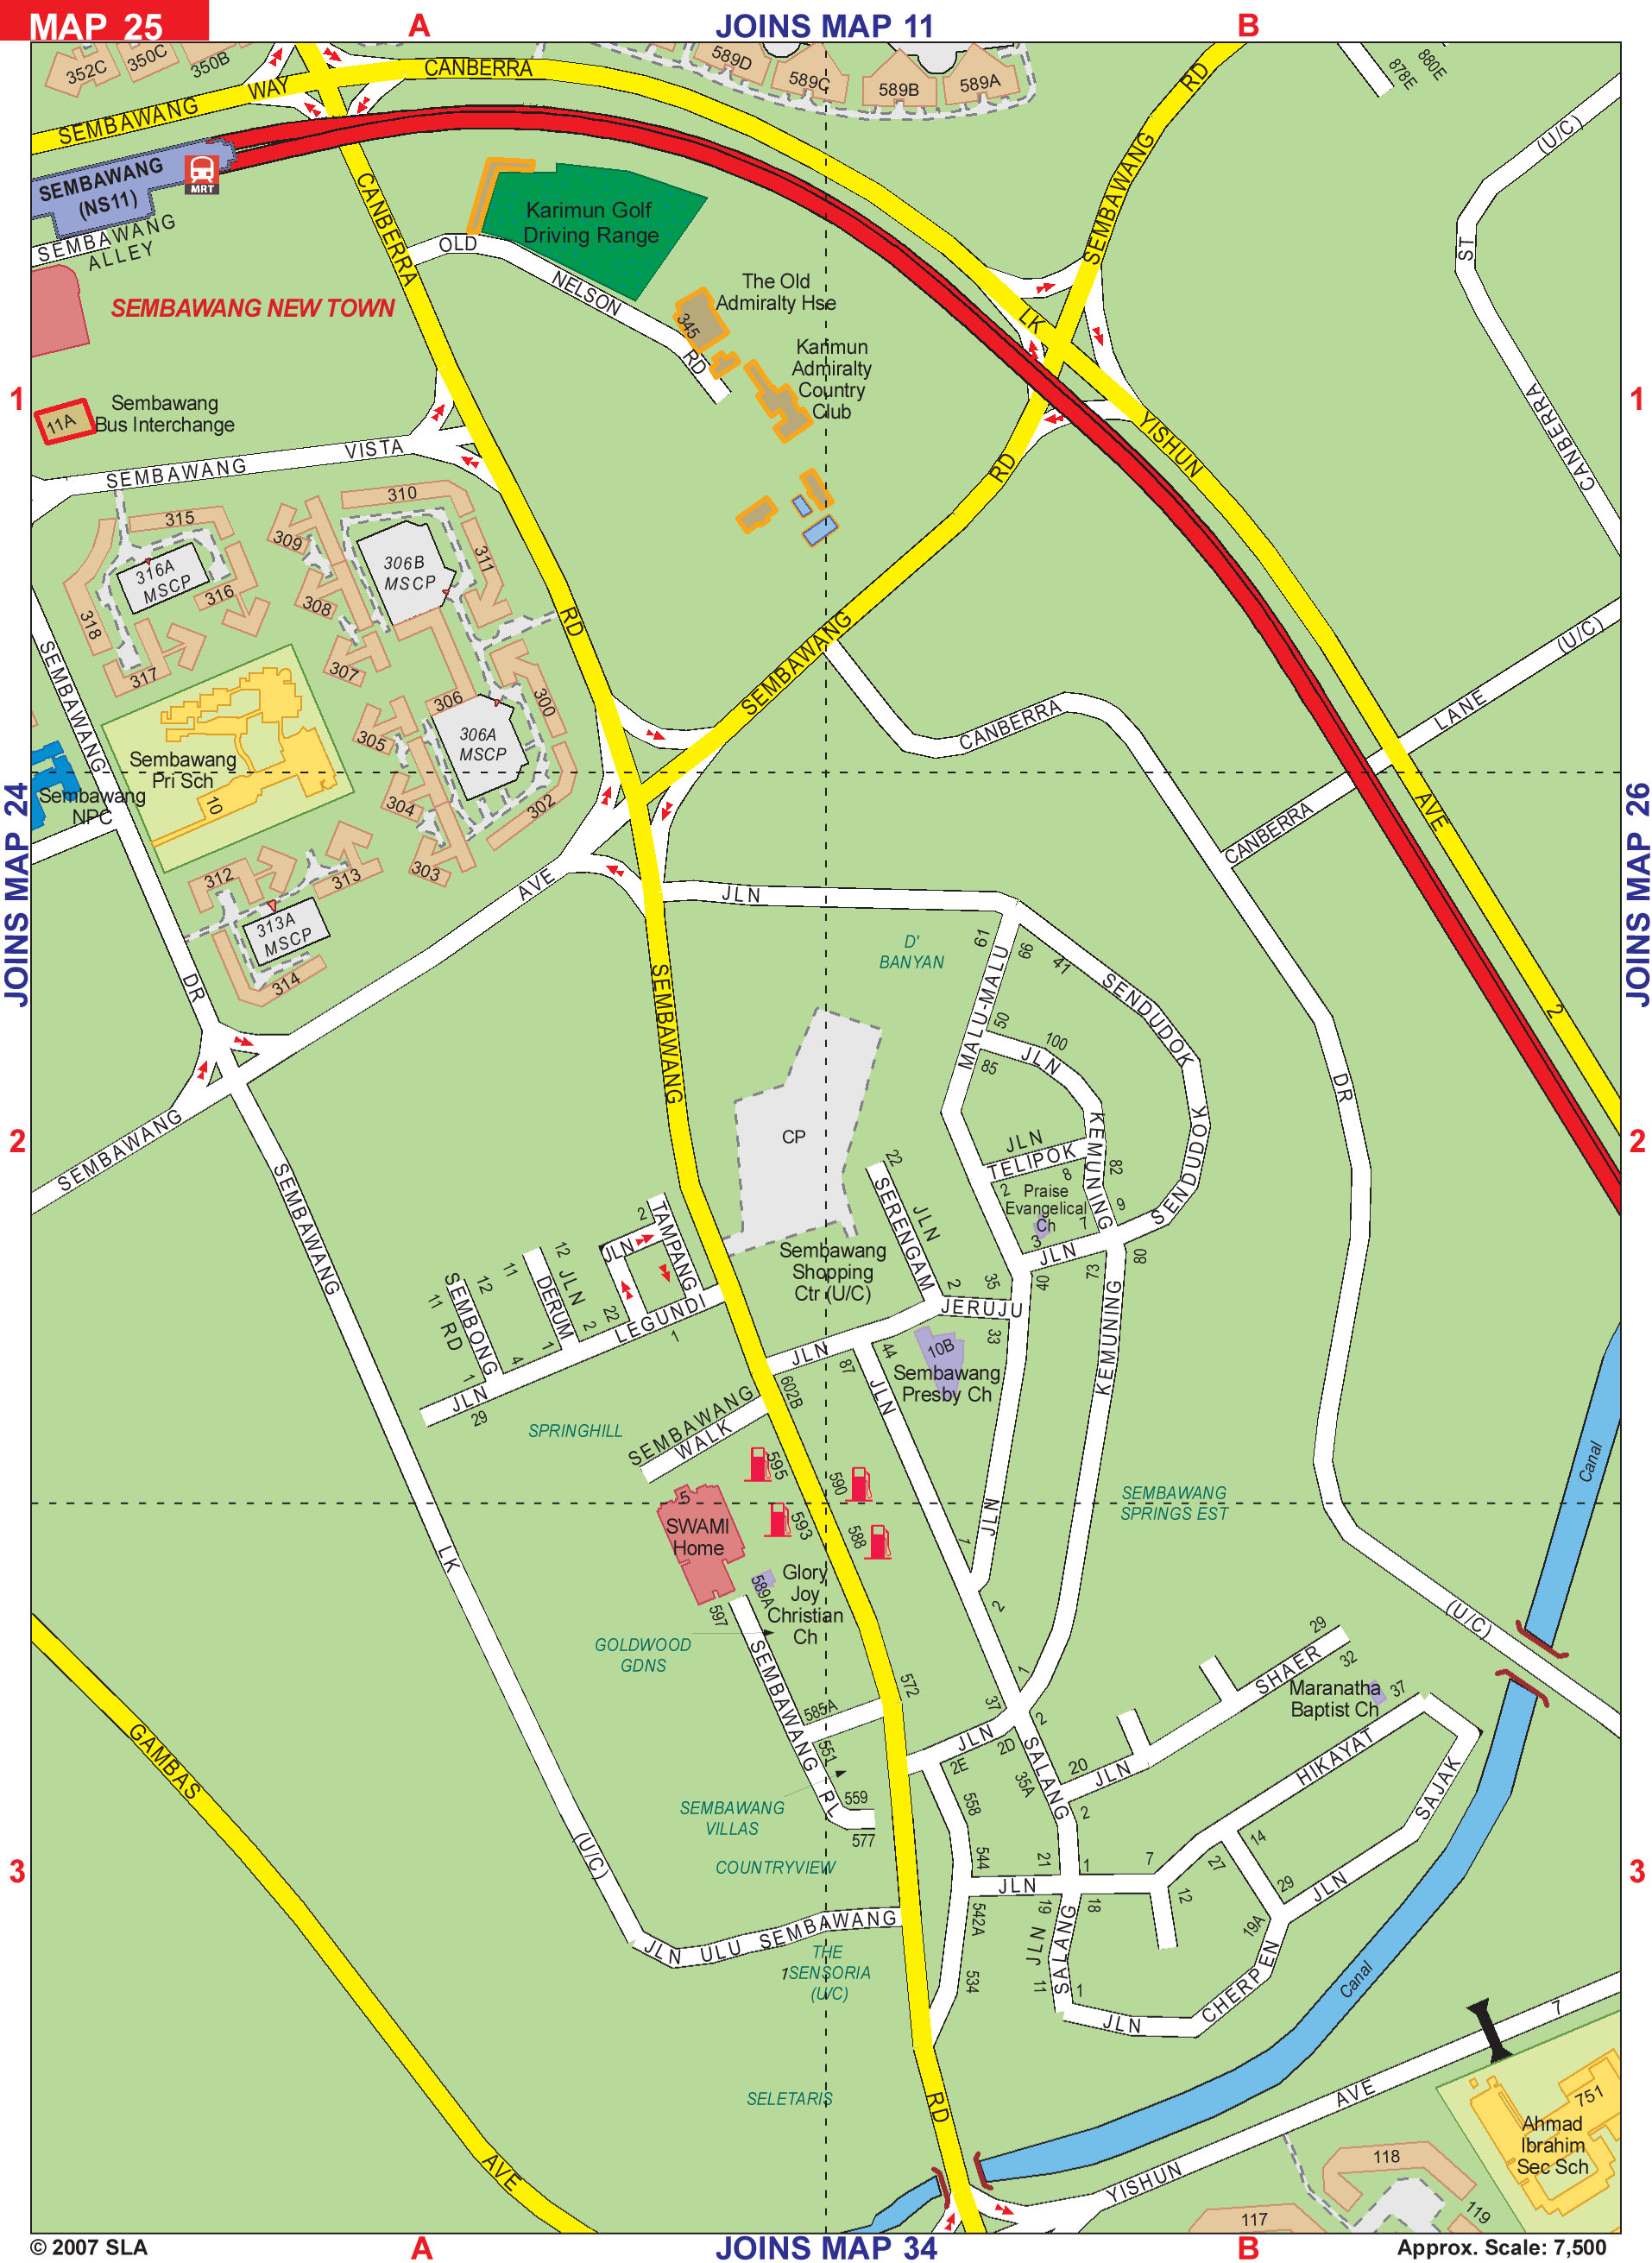 MAP 25
A
JOINS MAP 11
B
352C
350C
350B
589D
589C
589B
589A
878E
880E
CANBERRA
SEMBAWANG WAY
RD
SEMBAWANG
(NS11)
MRT
SEMBAWANG
ALLEY
CANBERRA
Karimun Golf
Driving Range
OLD
NELSON
RD
SEMBAWANG
(U/C)
ST
CANBERRA
SEMBAWANG NEW TOWN
The Old
Admiralty Hse
345
Karimun
Admiralty
Country
Club
LK
1
1
11A
Sembawang
Bus Interchange
YISHUN
SEMBAWANG VISTA
RD
310
315
309
311
306B
MSCP
316A
MSCP
316
308
318
317
307
RD
SEMBAWANG
(U/C)
SEMBAWANG
306
300
305
306A
MSCP
CANBERRA
LANE
Sembawang
Pri Sch
10
Sembawang
NPC
304
302
303
AVE
CANBERRA
JOINS MAP 24
JOINS MAP 26
312
313
313A
MSCP
314
AVE
JLN
DR
D'
BANYAN
61
66
41
SENDUDOK
MALU-MALU
50
100
JLN
85
2
SEMBAWANG
DR
CP
2
2
SEMBAWANG
SEMBAWANG
KEMUNING
SENDUDOK
JLN
TELIPOK
8
82
2
Praise
Evangelical
Ch
7
9
SENDUDOK
22
SERENGAM
JLN
2
TAMPANG
JLN
3
JLN
80
73
40
Sembawang
Shopping
Ctr (U/C)
2
35
JERUJU
33
12
11
JLN
DERUM
12
11
SEMBONG
RD
22
2
1
LEGUNDI
1
4
1
JLN
29
KEMUNING
10B
Sembawang
Presby Ch
JLN
87
44
JLN
602B
SEMBAWANG
WALK
SPRINGHILL
595
590
5
SWAMI
Home
593
588
Canal
SEMBAWANG
SPRINGS EST
JLN
1
LK
Glory
Joy
Christian
Ch
589A
597
2
GOLDWOOD
GDNS
(U/C)
29
SHAER
32
1
Maranatha
Baptist Ch
37
SEMBAWANG
572
585A
37
2
JLN
2D
2E
SALANG
35A
20
JLN
2
HIKAYAT
SAJAK
GAMBAS
551
PL
559
577
SEMBAWANG
VILLAS
558
(U/C)
COUNTRYVIEW
3
3
544
21
1
7
27
14
JLN
19
18
12
29
JLN
19A
542A
JLN ULU SEMBAWANG
SALANG
JLN
THE
1SENSORIA
(U/C)
534
11
1
JLN
CHERPEN
Canal
7
SELETARIS
RD
AVE
751
Ahmad
Ibrahim
Sec Sch
AVE
YISHUN
118
117
119
© 2007 SLA
A
JOINS MAP 34
B
Approx. Scale: 7,500